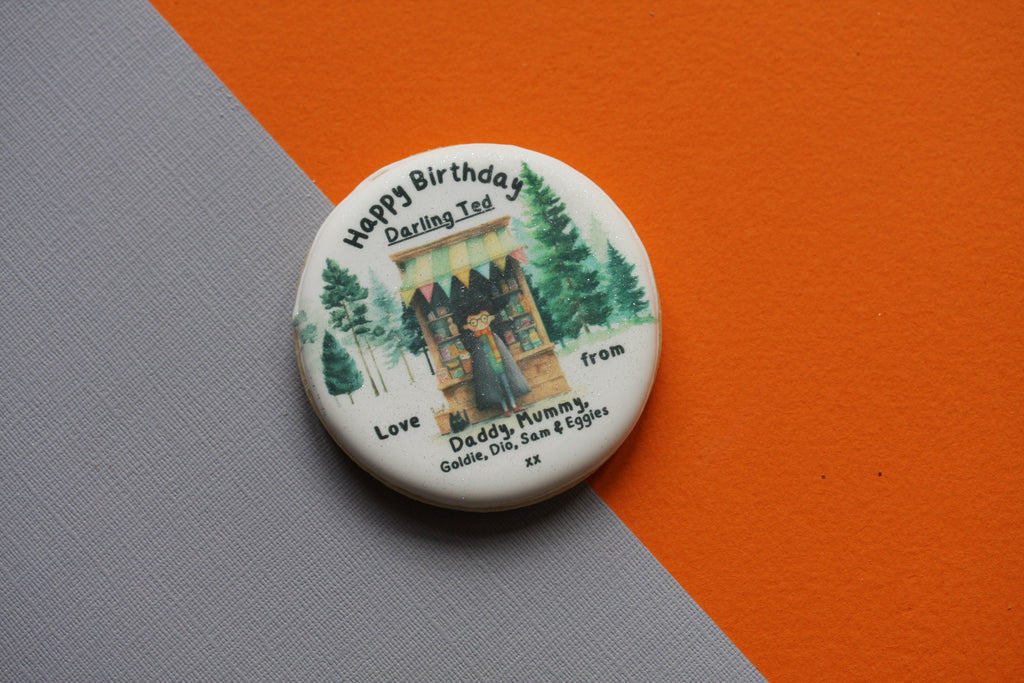 Happy Birthday
Darling Ted
Love from
Daddy, Mummy,
Goldie, Dio, Sam & Eggies
xx